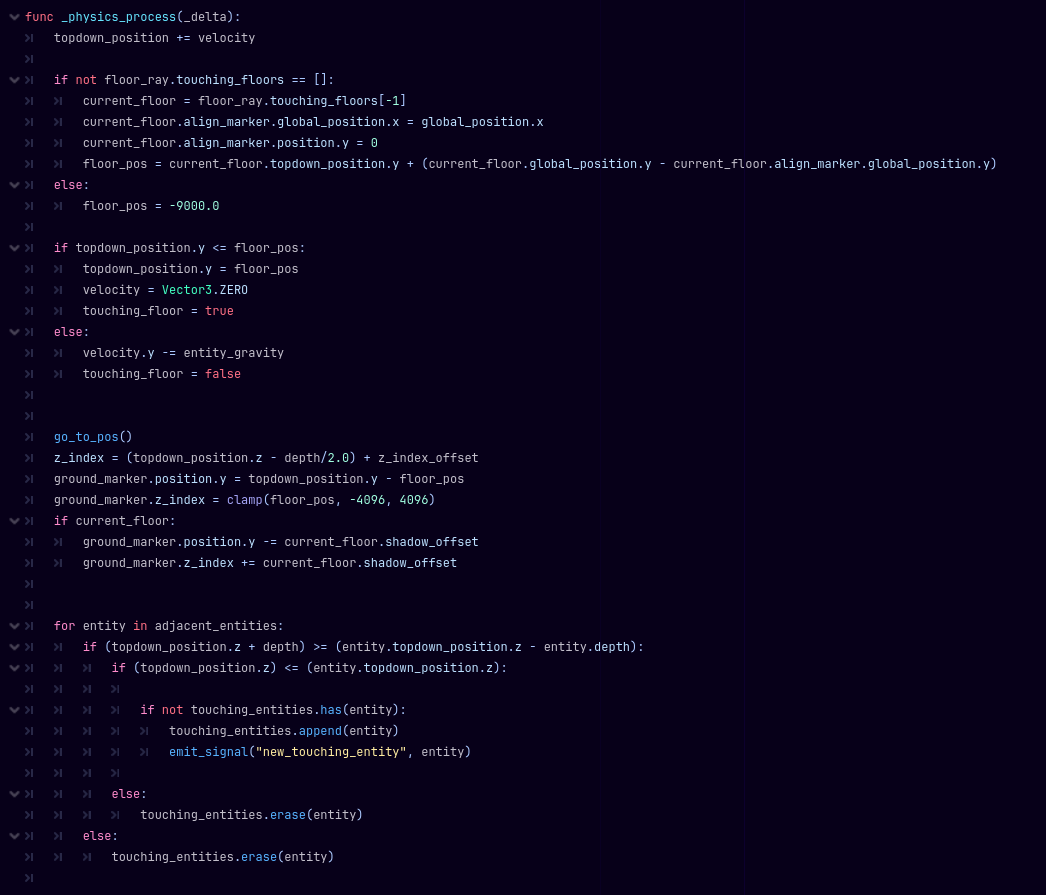 func _physics_process(_delta):
	topdown_position += velocity

	if not floor_ray.touching_floors == []:
		current_floor = floor_ray.touching_floors[-1]
		current_floor.align_marker.global_position.x = global_position.x
		current_floor.align_marker.position.y = 0
		floor_pos = current_floor.topdown_position.y + (current_floor.global_position.y - current_floor.align_marker.global_position.y)
	else:
		floor_pos = -9000.0

	if topdown_position.y <= floor_pos:
		topdown_position.y = floor_pos
		velocity = Vector3.ZERO
		touching_floor = true
	else:
		velocity.y -= entity_gravity
		touching_floor = false


	go_to_pos()
	z_index = (topdown_position.z - depth/2.0) + z_index_offset
	ground_marker.position.y = topdown_position.y - floor_pos
	ground_marker.z_index = clamp(floor_pos, -4096, 4096)
	if current_floor:
		ground_marker.position.y -= current_floor.shadow_offset
		ground_marker.z_index += current_floor.shadow_offset


	for entity in adjacent_entities:
		if (topdown_position.z + depth) >= (entity.topdown_position.z - entity.depth):
			if (topdown_position.z) <= (entity.topdown_position.z):

				if not touching_entities.has(entity):
					touching_entities.append(entity)
					emit_signal("new_touching_entity", entity)

			else:
				touching_entities.erase(entity)
		else:
			touching_entities.erase(entity)